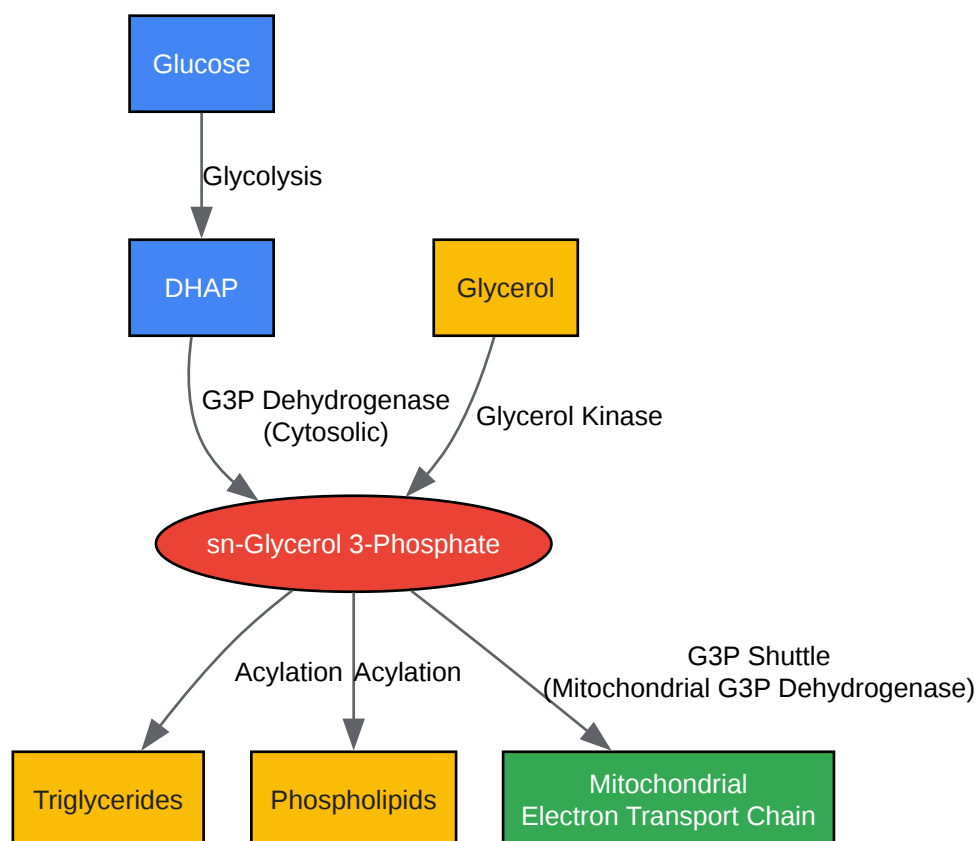 Glucose
Glycolysis
DHAP
Glycerol
G3P Dehydrogenase
(Cytosolic)
Glycerol Kinase
sn-Glycerol 3-Phosphate
Acylation
Acylation
G3P Shuttle
(Mitochondrial G3P Dehydrogenase)
Triglycerides
Phospholipids
Mitochondrial
Electron Transport Chain